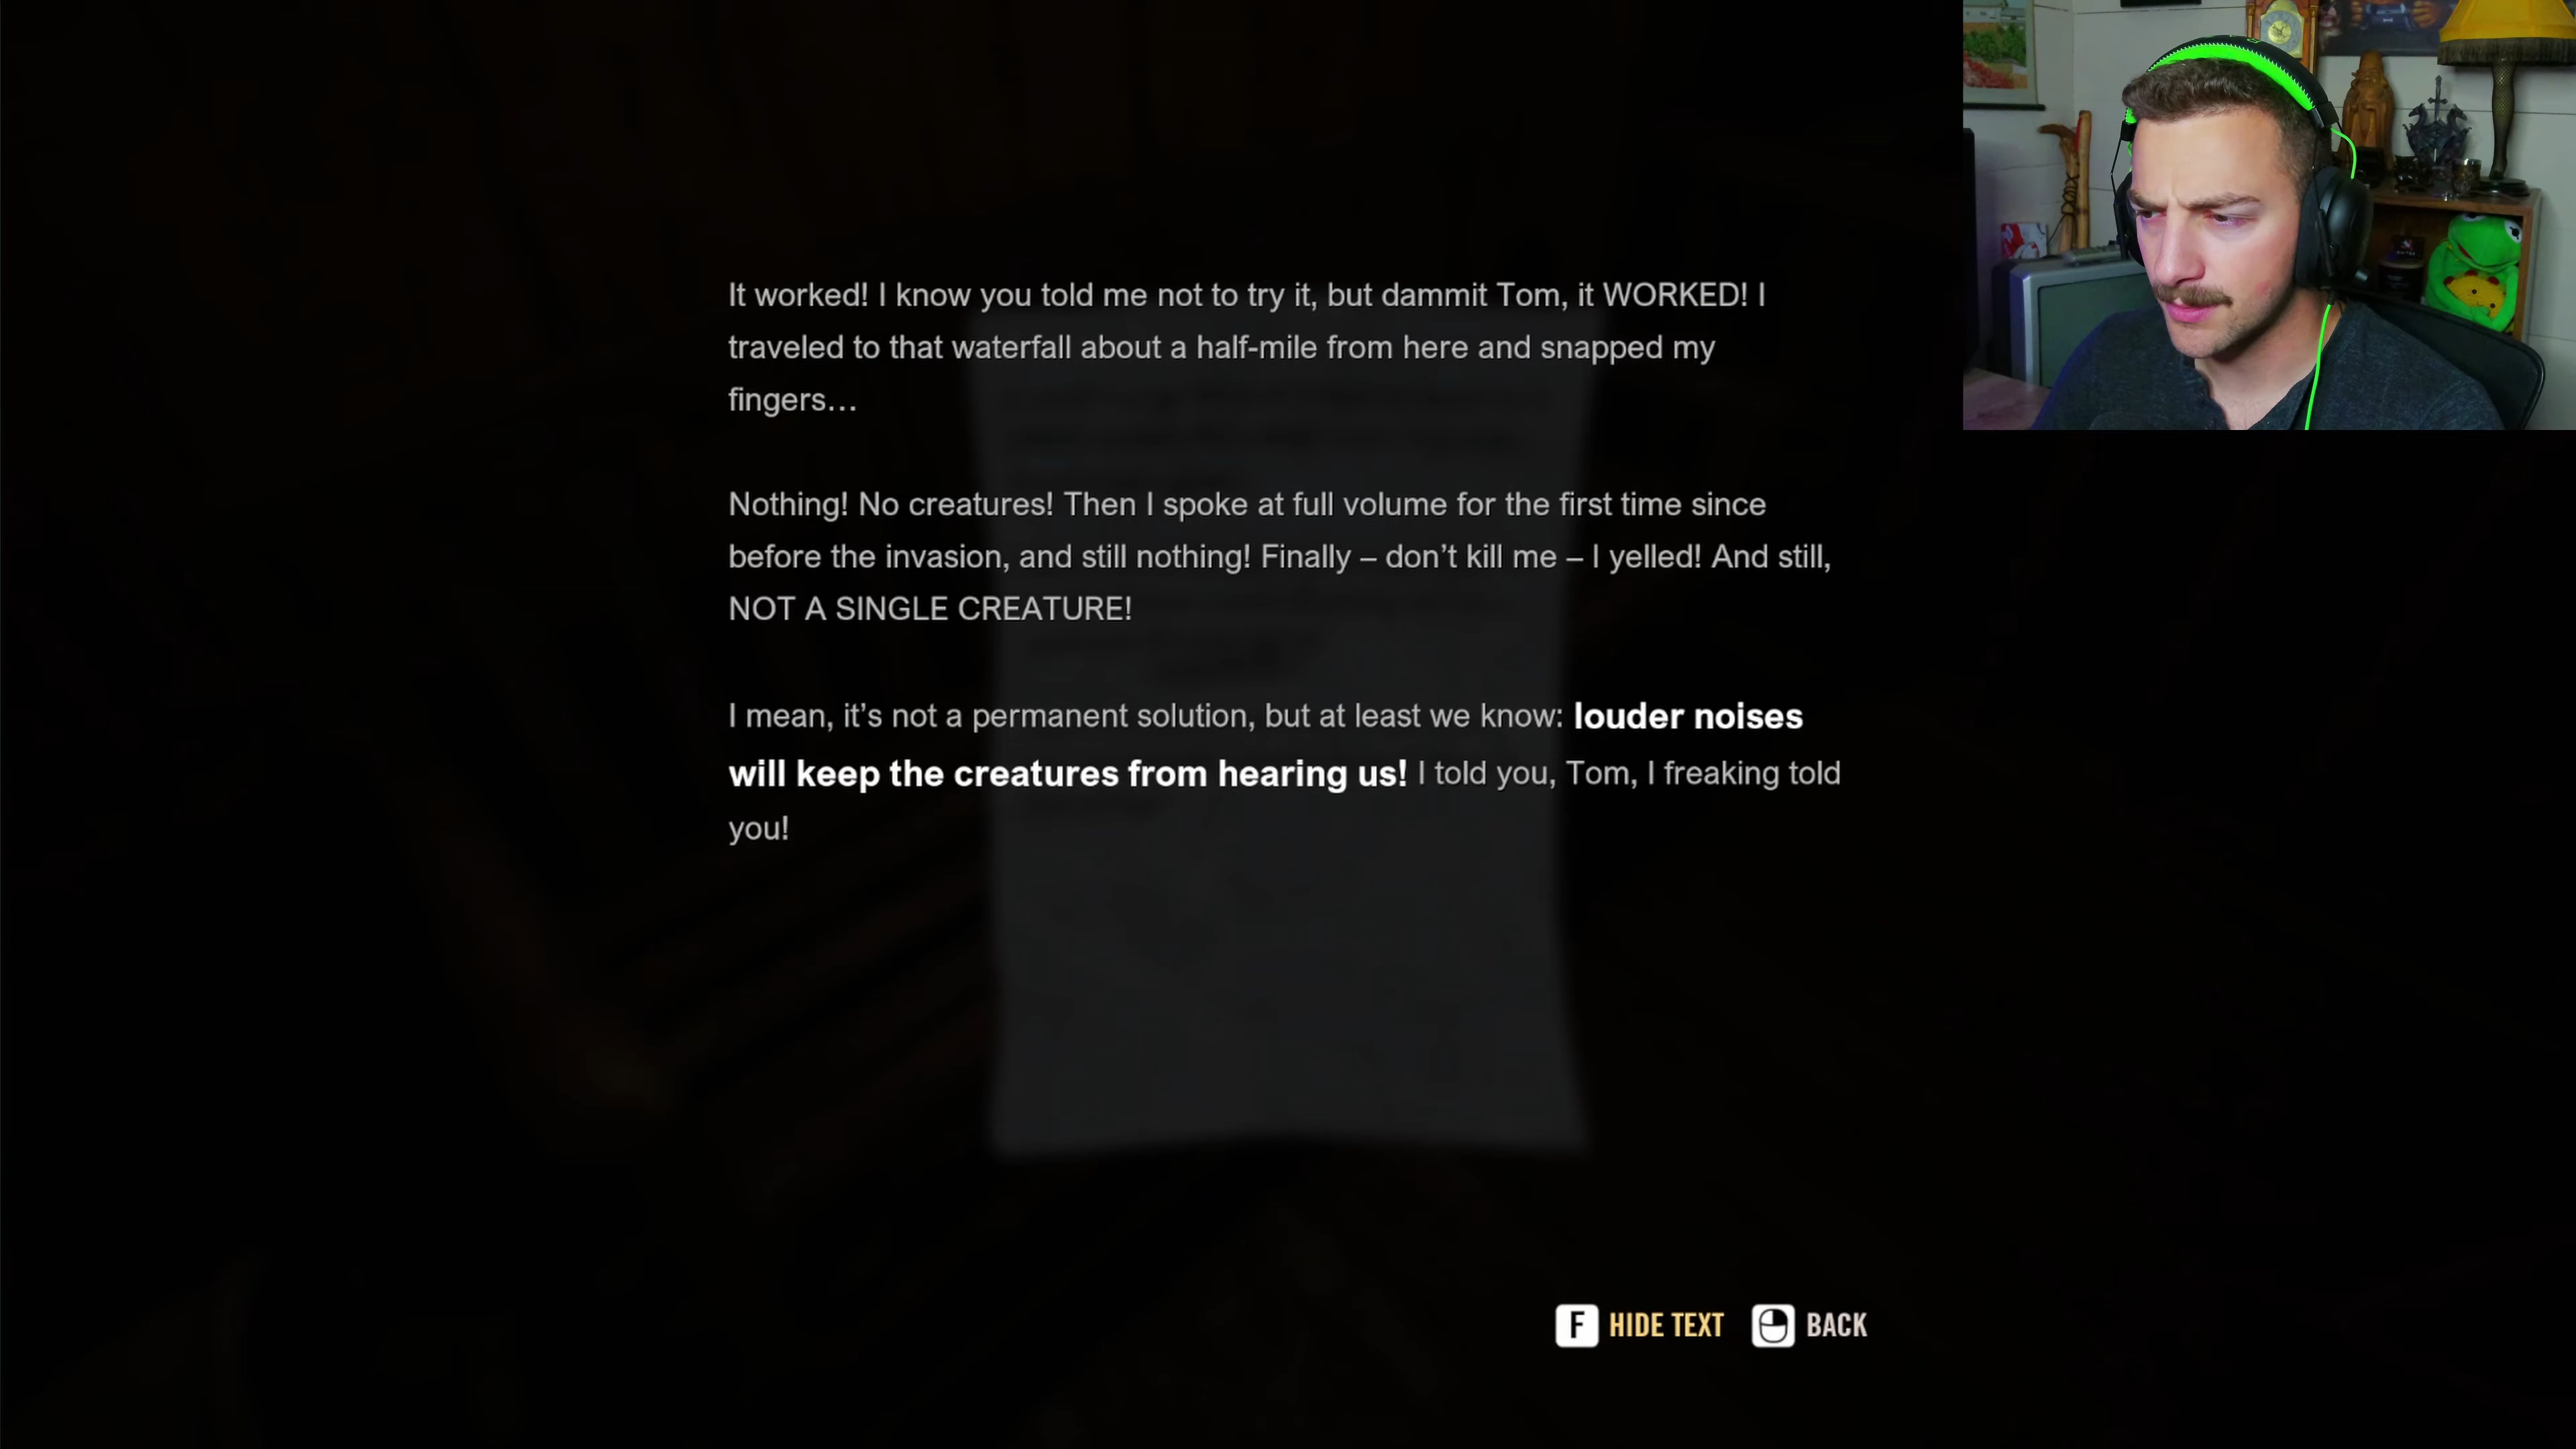 It worked! I know you told me not to try it, but dammit Tom, it WORKED! I
traveled to that waterfall about a half-mile from here and snapped my
fingers…
Nothing! No creatures! Then I spoke at full volume for the first time since
before the invasion, and still nothing! Finally – don’t kill me – I yelled! And still,
NOT A SINGLE CREATURE!
I mean, it’s not a permanent solution, but at least we know: louder noises
will keep the creatures from hearing us! I told you, Tom, I freaking told
you!
F HIDE TEXT BACK